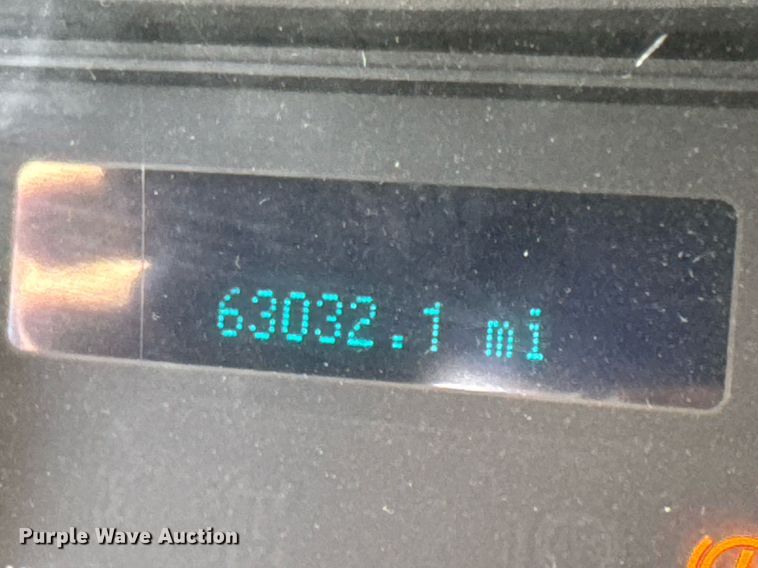 63032.1 mi
Purple Wave Auction